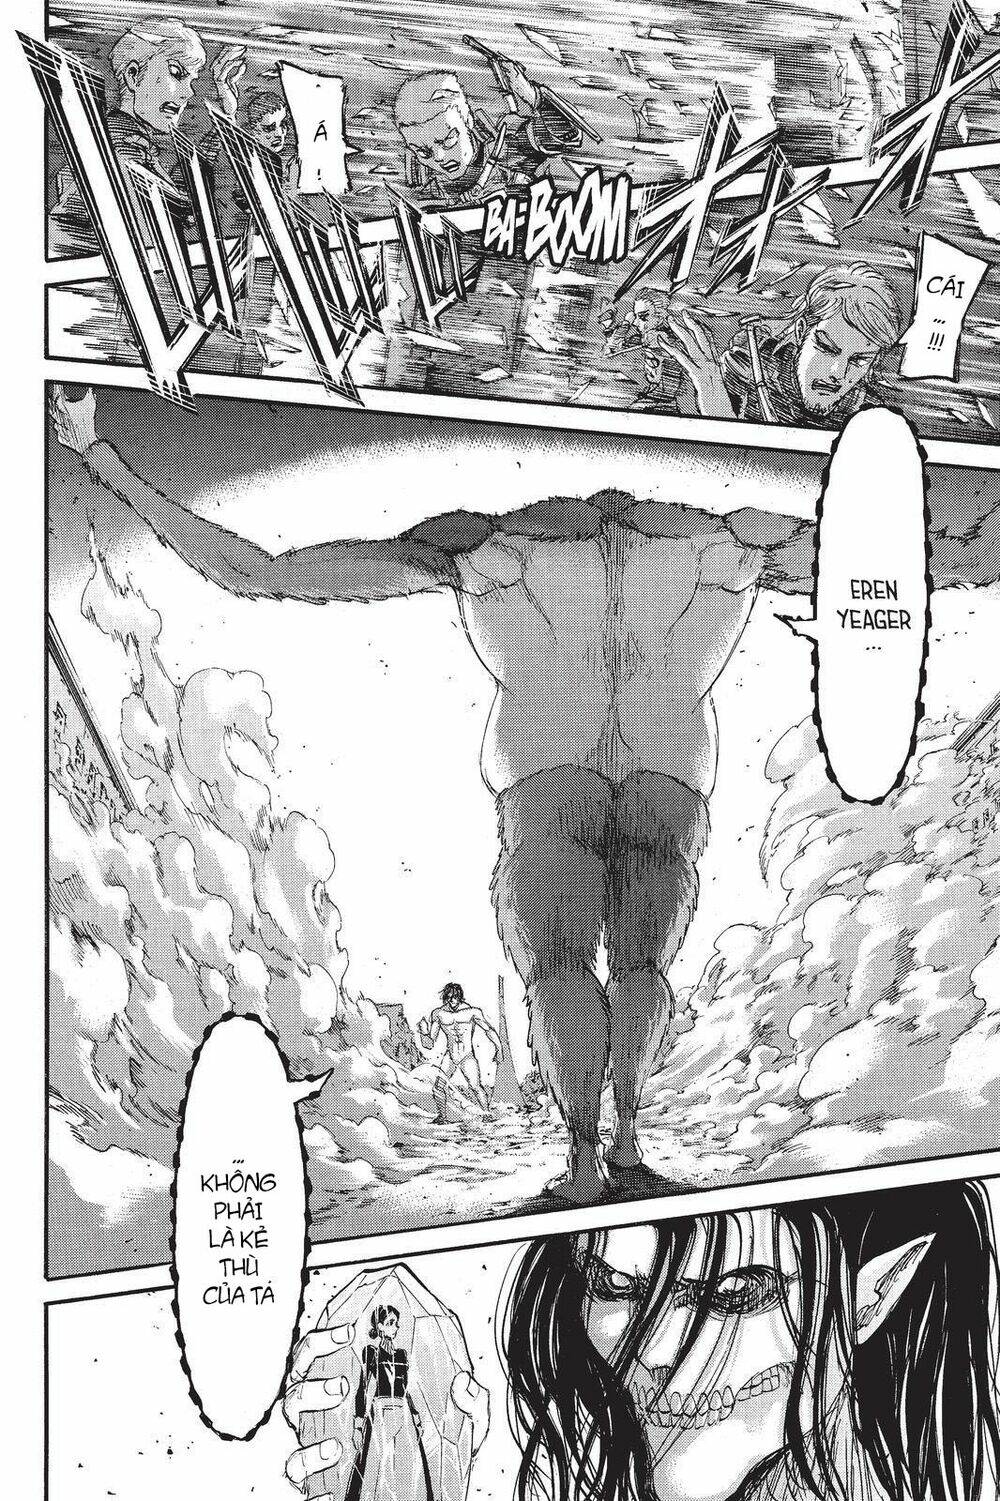 Á
!
BA-BOOM
CÁI
...
!!!
EREN
YEAGER
...
...
KHÔNG
PHẢI
LÀ KẺ
THÙ
CỦA TA